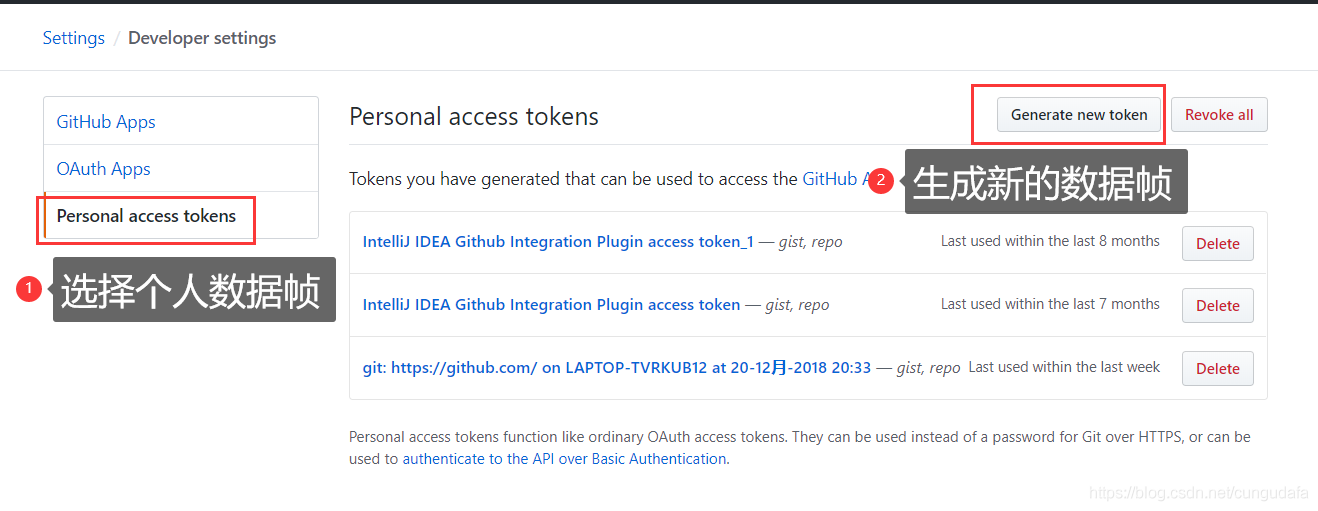 Settings / Developer settings
GitHub Apps
OAuth Apps
Personal access tokens
1 选择个人数据帧
Personal access tokens
Generate new token
Revoke all
2 生成新的数据帧
Tokens you have generated that can be used to access the GitHub A
IntelliJ IDEA Github Integration Plugin access token_1 — gist, repo Last used within the last 8 months Delete
IntelliJ IDEA Github Integration Plugin access token — gist, repo Last used within the last 7 months Delete
git: https://github.com/ on LAPTOP-TVRKUB12 at 20-12月-2018 20:33 — gist, repo Last used within the last week Delete
Personal access tokens function like ordinary OAuth access tokens. They can be used instead of a password for Git over HTTPS, or can be
used to authenticate to the API over Basic Authentication.
https://blog.csdn.net/cungudafa